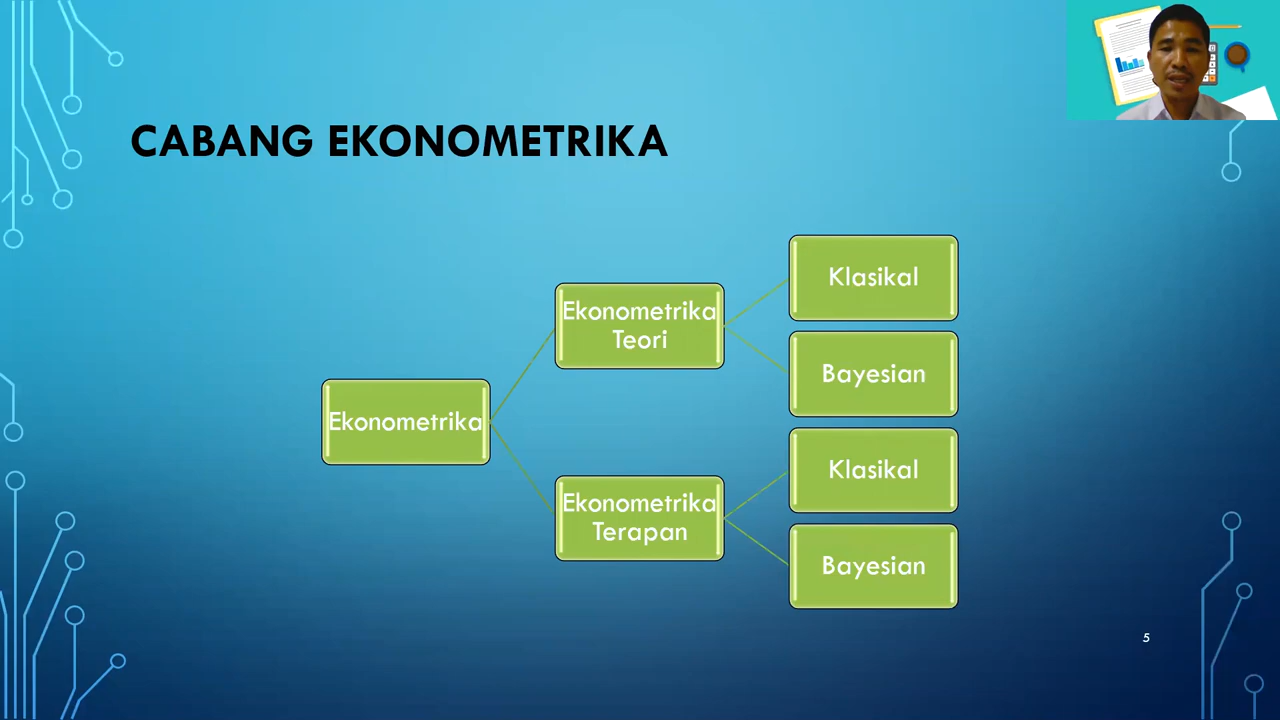 CABANG EKONOMETRIKA
Ekonometrika
Ekonometrika
Teori
Klasikal
Bayesian
Ekonometrika
Terapan
Klasikal
Bayesian
5